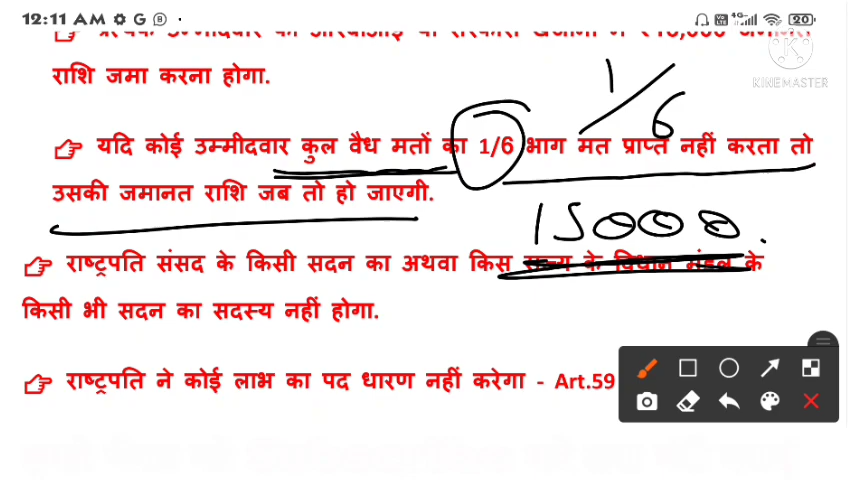 12:11 AM G B 4G 20
राशि जमा करना होगा.
KINEMASTER
1/6
यदि कोई उम्मीदवार कुल वैध मतों का 1/6 भाग मत प्राप्त नहीं करता तो
उसकी जमानत राशि जब तो हो जाएगी.
15000.
राष्ट्रपति संसद के किसी सदन का अथवा किस राज्य के विधान मंडल के
किसी भी सदन का सदस्य नहीं होगा.
राष्ट्रपति ने कोई लाभ का पद धारण नहीं करेगा - Art.59